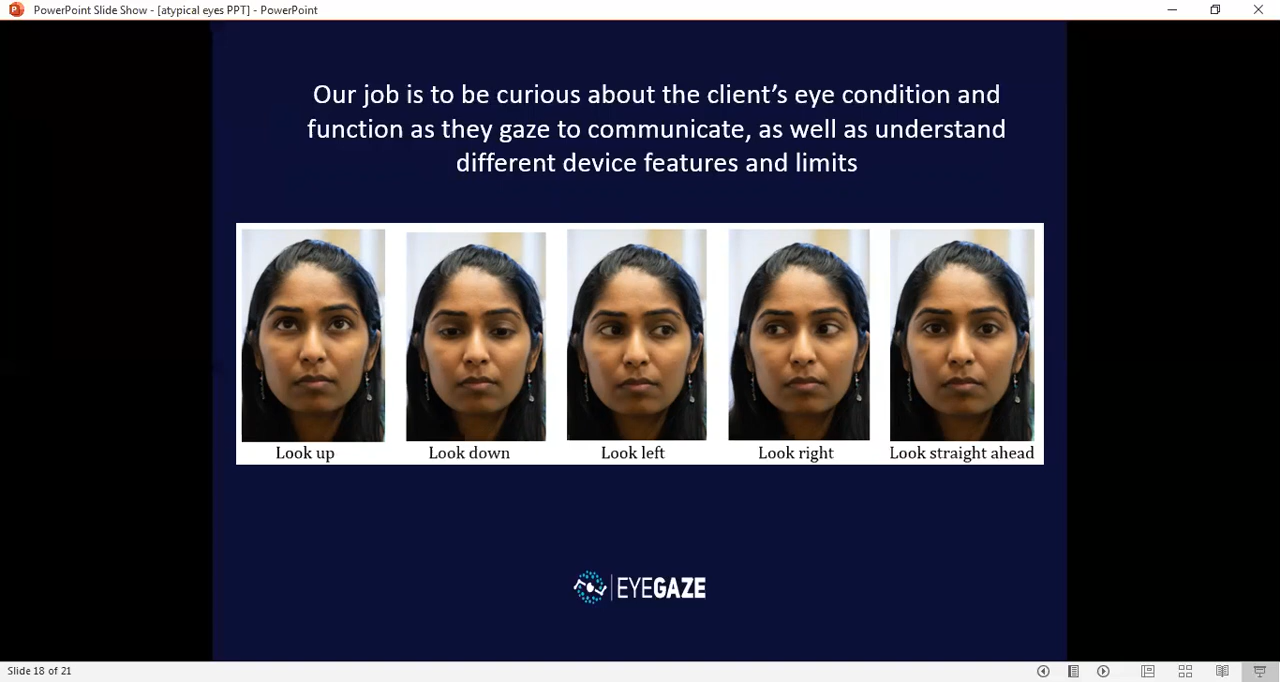 PowerPoint Slide Show - [atypical eyes PPT] - PowerPoint
Our job is to be curious about the client’s eye condition and
function as they gaze to communicate, as well as understand
different device features and limits
Look up
Look down
Look left
Look right
Look straight ahead
EYEGAZE
Slide 18 of 21